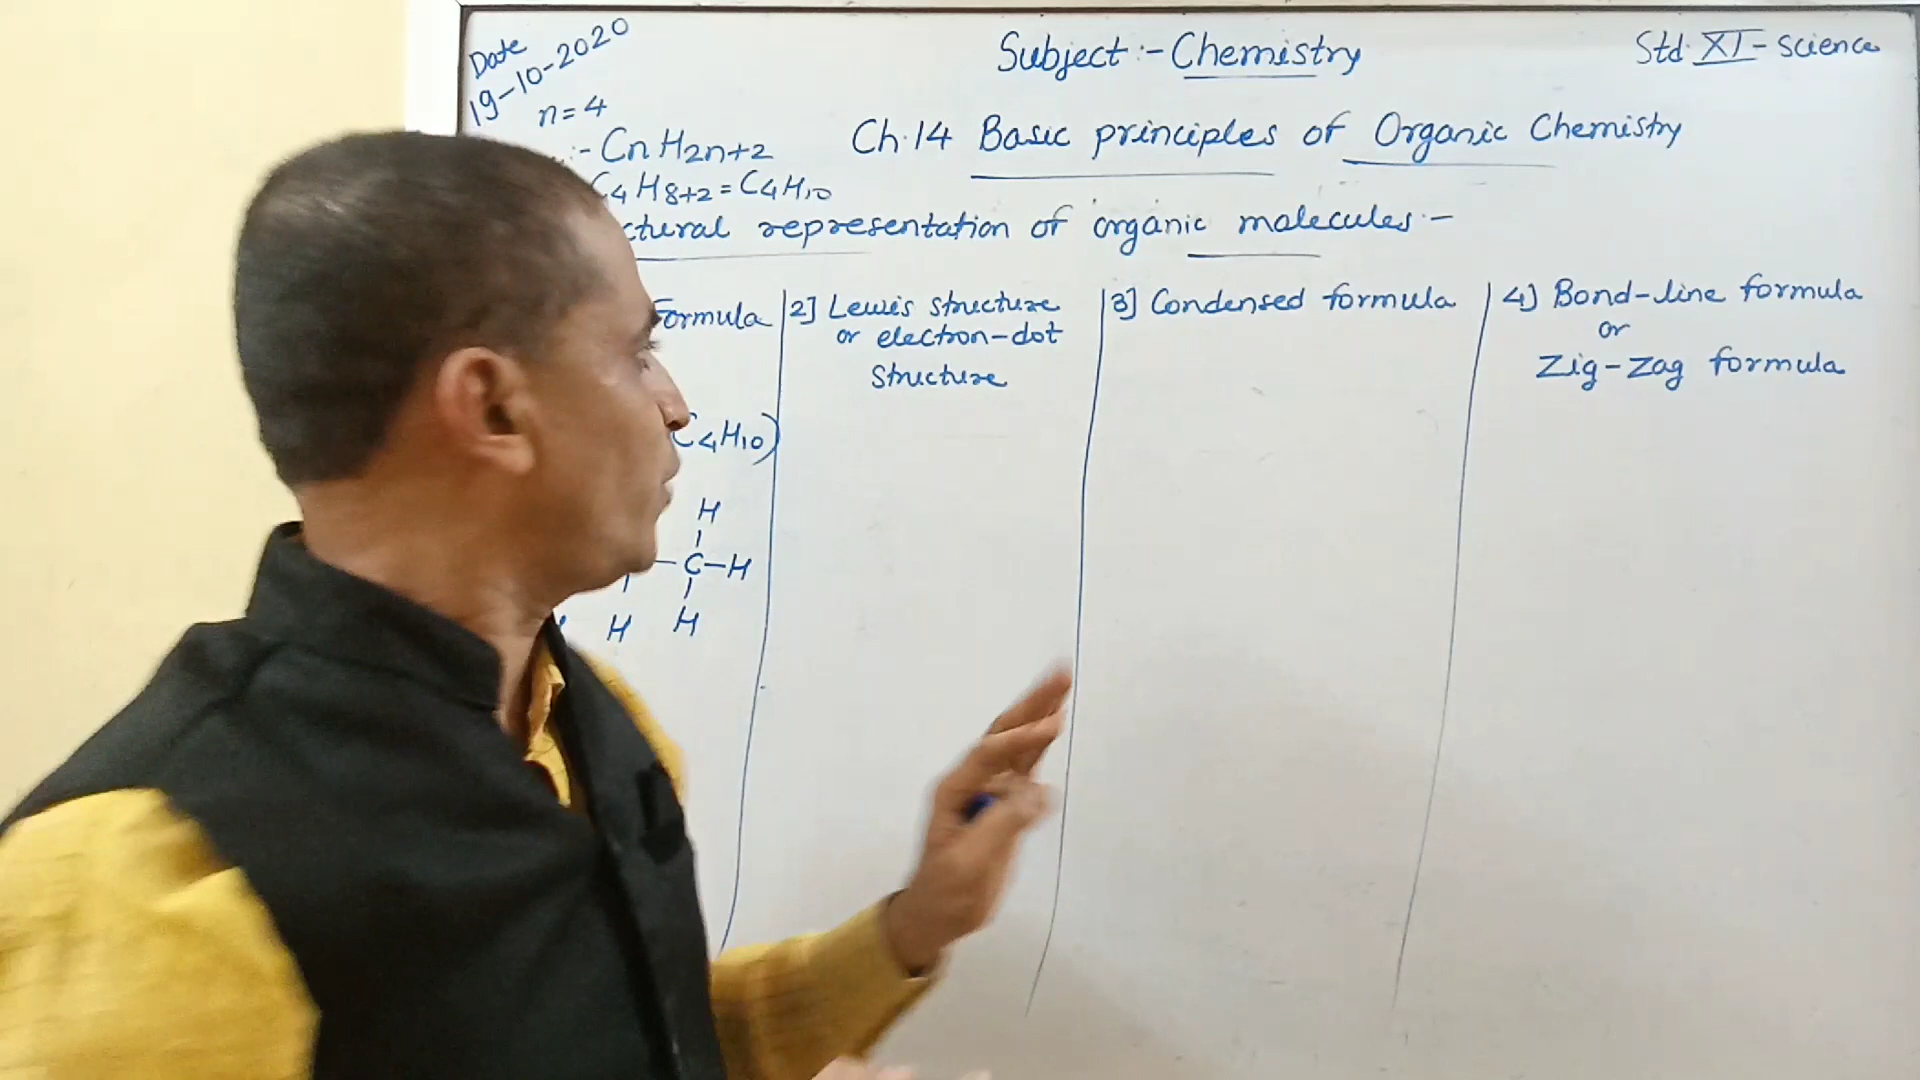 Date
19-10-2020
Subject :- Chemistry
Std. XI - Science
n = 4
:- CnH2n+2
Ch.14 Basic principles of Organic Chemistry
C4H8+2 = C4H10
ctural representation of organic molecules :-
Formula
2] Lewis structure
or electron-dot
structure
3] Condensed formula
4] Bond-line formula
or
Zig-Zag formula
C4H10)
H
-C-H
H H